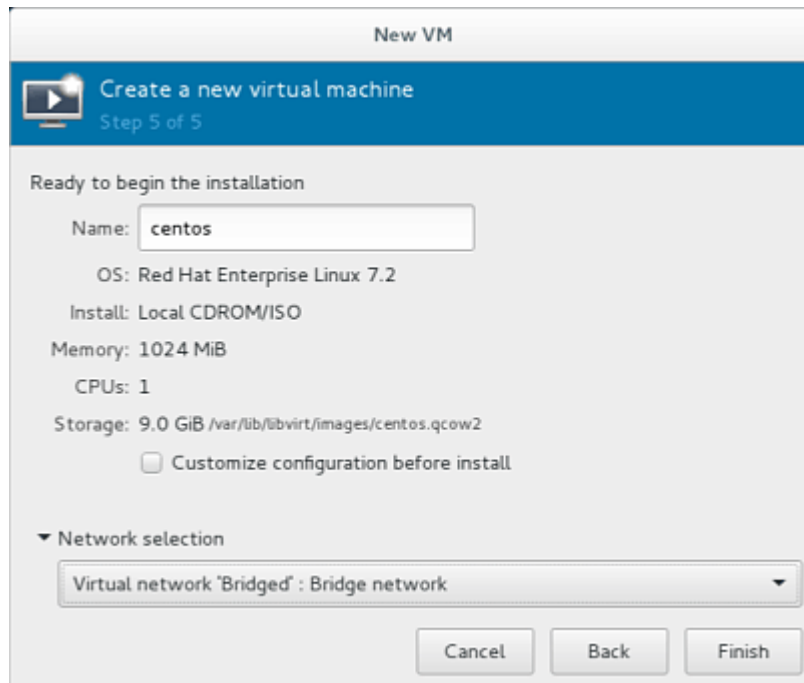 New VM
Create a new virtual machine
Step 5 of 5
Ready to begin the installation
Name: centos
OS: Red Hat Enterprise Linux 7.2
Install: Local CDROM/ISO
Memory: 1024 MiB
CPUs: 1
Storage: 9.0 GiB /var/lib/libvirt/images/centos.qcow2
Customize configuration before install
Network selection
Virtual network 'Bridged' : Bridge network
Cancel Back Finish